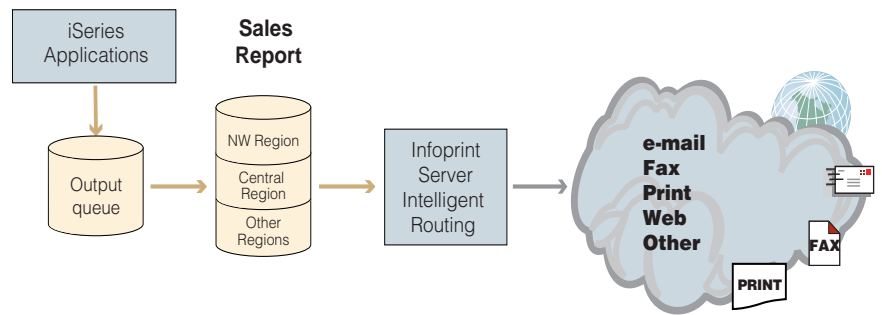 iSeries
Applications
Sales
Report
Output
queue
NW Region
Central
Region
Other
Regions
Infoprint
Server
Intelligent
Routing
e-mail
Fax
Print
Web
Other
FAX
PRINT